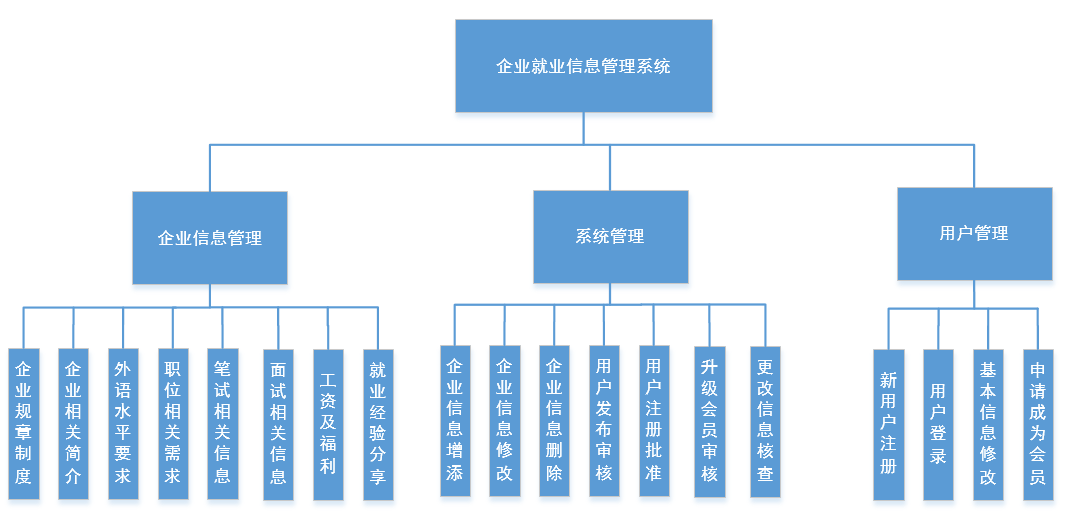 企业就业信息管理系统
企业信息管理
系统管理
用户管理
企业规章制度
企业相关简介
外语水平要求
职位相关需求
笔试相关信息
面试相关信息
工资及福利
就业经验分享
企业信息增添
企业信息修改
企业信息删除
用户发布审核
用户注册批准
升级会员审核
更改信息核查
新用户注册
用户登录
基本信息修改
申请成为会员